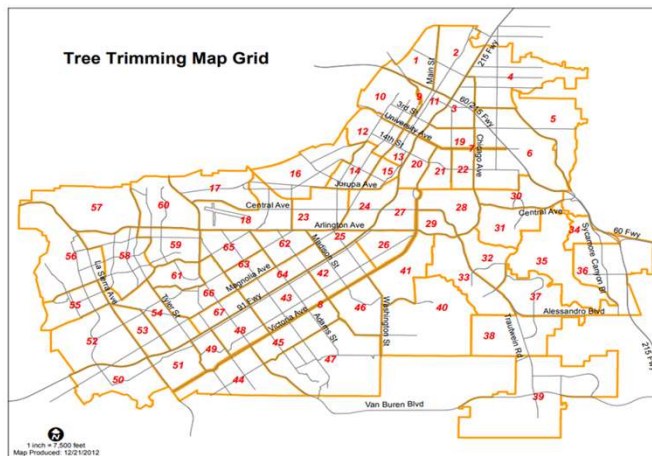 Tree Trimming Map Grid
215 Fwy
2
1
Main St
4
60/215 Fwy
10
9
11
3
3rd St
5
University Ave
12
14th St
19
7
Chicago Ave
6
13
20
16
14
15
21
22
Jurupa Ave
17
30
57
60
Central Ave
24
27
28
Central Ave
18
23
Arlington Ave
29
31
34
60 Fwy
65
62
25
26
59
56
58
63
Magnolia Ave
Madison St
32
35
Sycamore Canyon Bl
36
La Sierra Ave
61
64
42
41
33
66
91 Fwy
43
37
55
Tyler St
54
67
8
Victoria Ave
46
Washington St
40
Alessandro Blvd
53
48
Adams St
52
49
45
38
Trautwein Rd
215 Fwy
51
47
50
44
39
Van Buren Blvd
N
1 inch = 7,500 feet
Map Produced: 12/21/2012